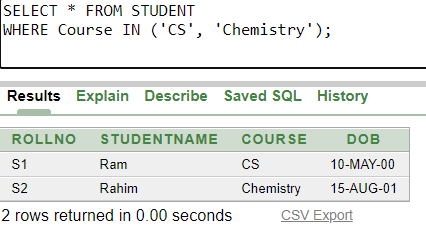 SELECT * FROM STUDENT
WHERE Course IN ('CS', 'Chemistry');
Results Explain Describe Saved SQL History
ROLLNO STUDENTNAME COURSE DOB
S1 Ram CS 10-MAY-00
S2 Rahim Chemistry 15-AUG-01
2 rows returned in 0.00 seconds CSV Export